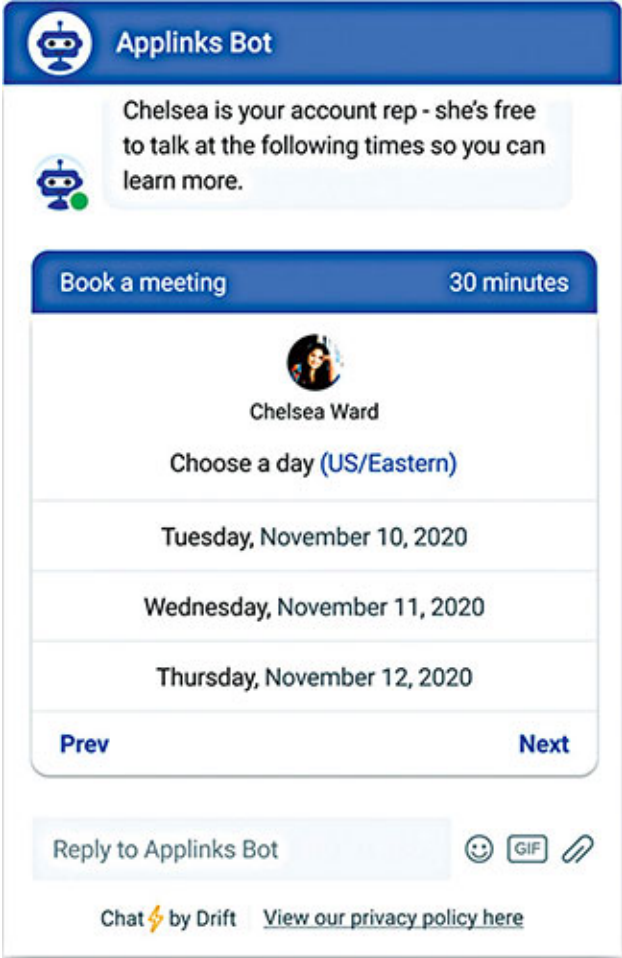 Applinks Bot
Chelsea is your account rep - she's free
to talk at the following times so you can
learn more.
Book a meeting 30 minutes
Chelsea Ward
Choose a day (US/Eastern)
Tuesday, November 10, 2020
Wednesday, November 11, 2020
Thursday, November 12, 2020
Prev Next
Reply to Applinks Bot GIF
Chat⚡by Drift View our privacy policy here